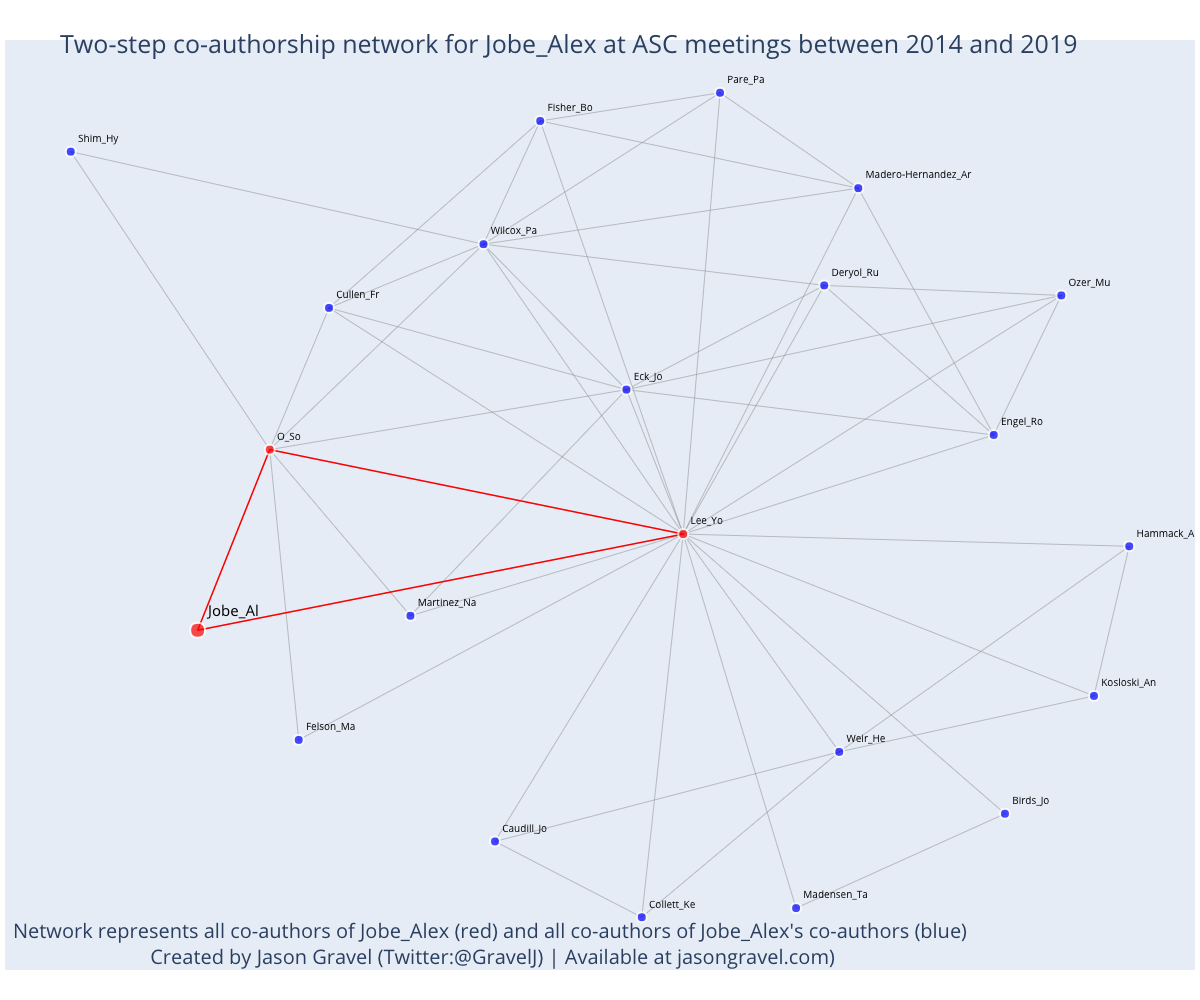 Two-step co-authorship network for Jobe_Alex at ASC meetings between 2014 and 2019
Pare_Pa
Fisher_Bo
Shim_Hy
Madero-Hernandez_Ar
Wilcox_Pa
Deryol_Ru
Ozer_Mu
Cullen_Fr
Eck_Jo
Engel_Ro
O_So
Lee_Yo
Hammack_A
Martinez_Na
Jobe_Al
Kosloski_An
Felson_Ma
Weir_He
Birds_Jo
Caudill_Jo
Madensen_Ta
Collett_Ke
Network represents all co-authors of Jobe_Alex (red) and all co-authors of Jobe_Alex's co-authors (blue)
Created by Jason Gravel (Twitter:@GravelJ) | Available at jasongravel.com)